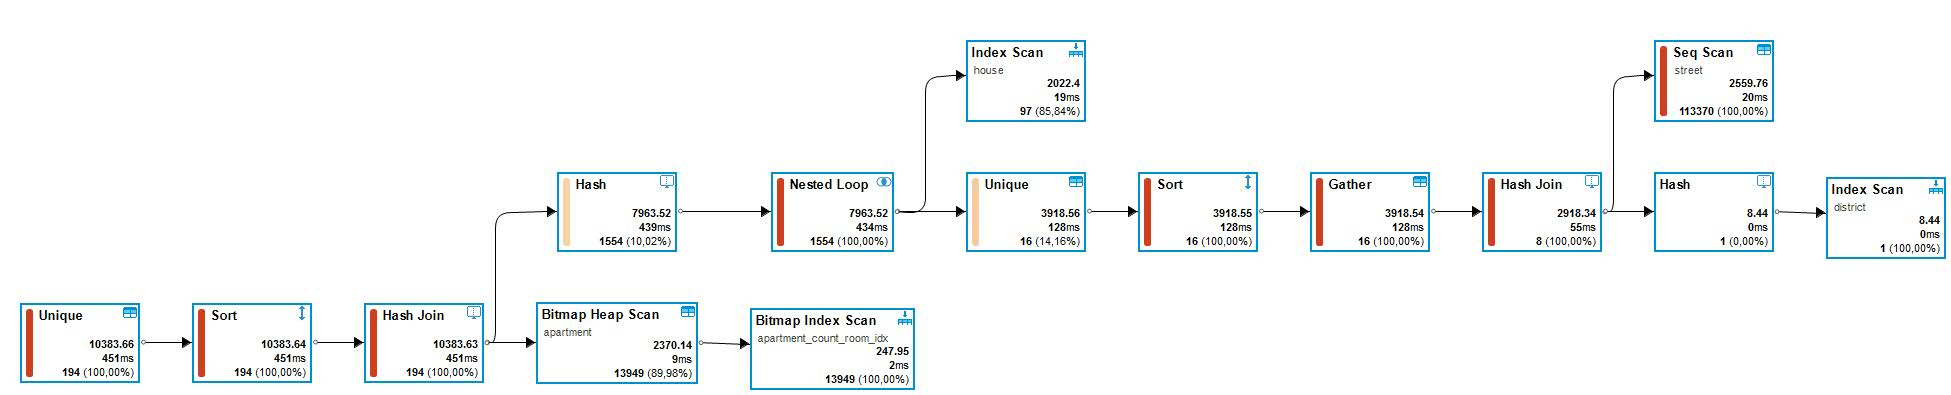 Index Scan
house
2022.4
19ms
97 (85,84%)
Seq Scan
street
2559.76
20ms
113370 (100,00%)
Hash
7963.52
439ms
1554 (10,02%)
Nested Loop
7963.52
434ms
1554 (100,00%)
Unique
3918.56
128ms
16 (14,16%)
Sort
3918.55
128ms
16 (100,00%)
Gather
3918.54
128ms
16 (100,00%)
Hash Join
2918.34
55ms
8 (100,00%)
Hash
8.44
0ms
1 (0,00%)
Index Scan
district
8.44
0ms
1 (100,00%)
Unique
10383.66
451ms
194 (100,00%)
Sort
10383.64
451ms
194 (100,00%)
Hash Join
10383.63
451ms
194 (100,00%)
Bitmap Heap Scan
apartment
2370.14
9ms
13949 (89,98%)
Bitmap Index Scan
apartment_count_room_idx
247.95
2ms
13949 (100,00%)